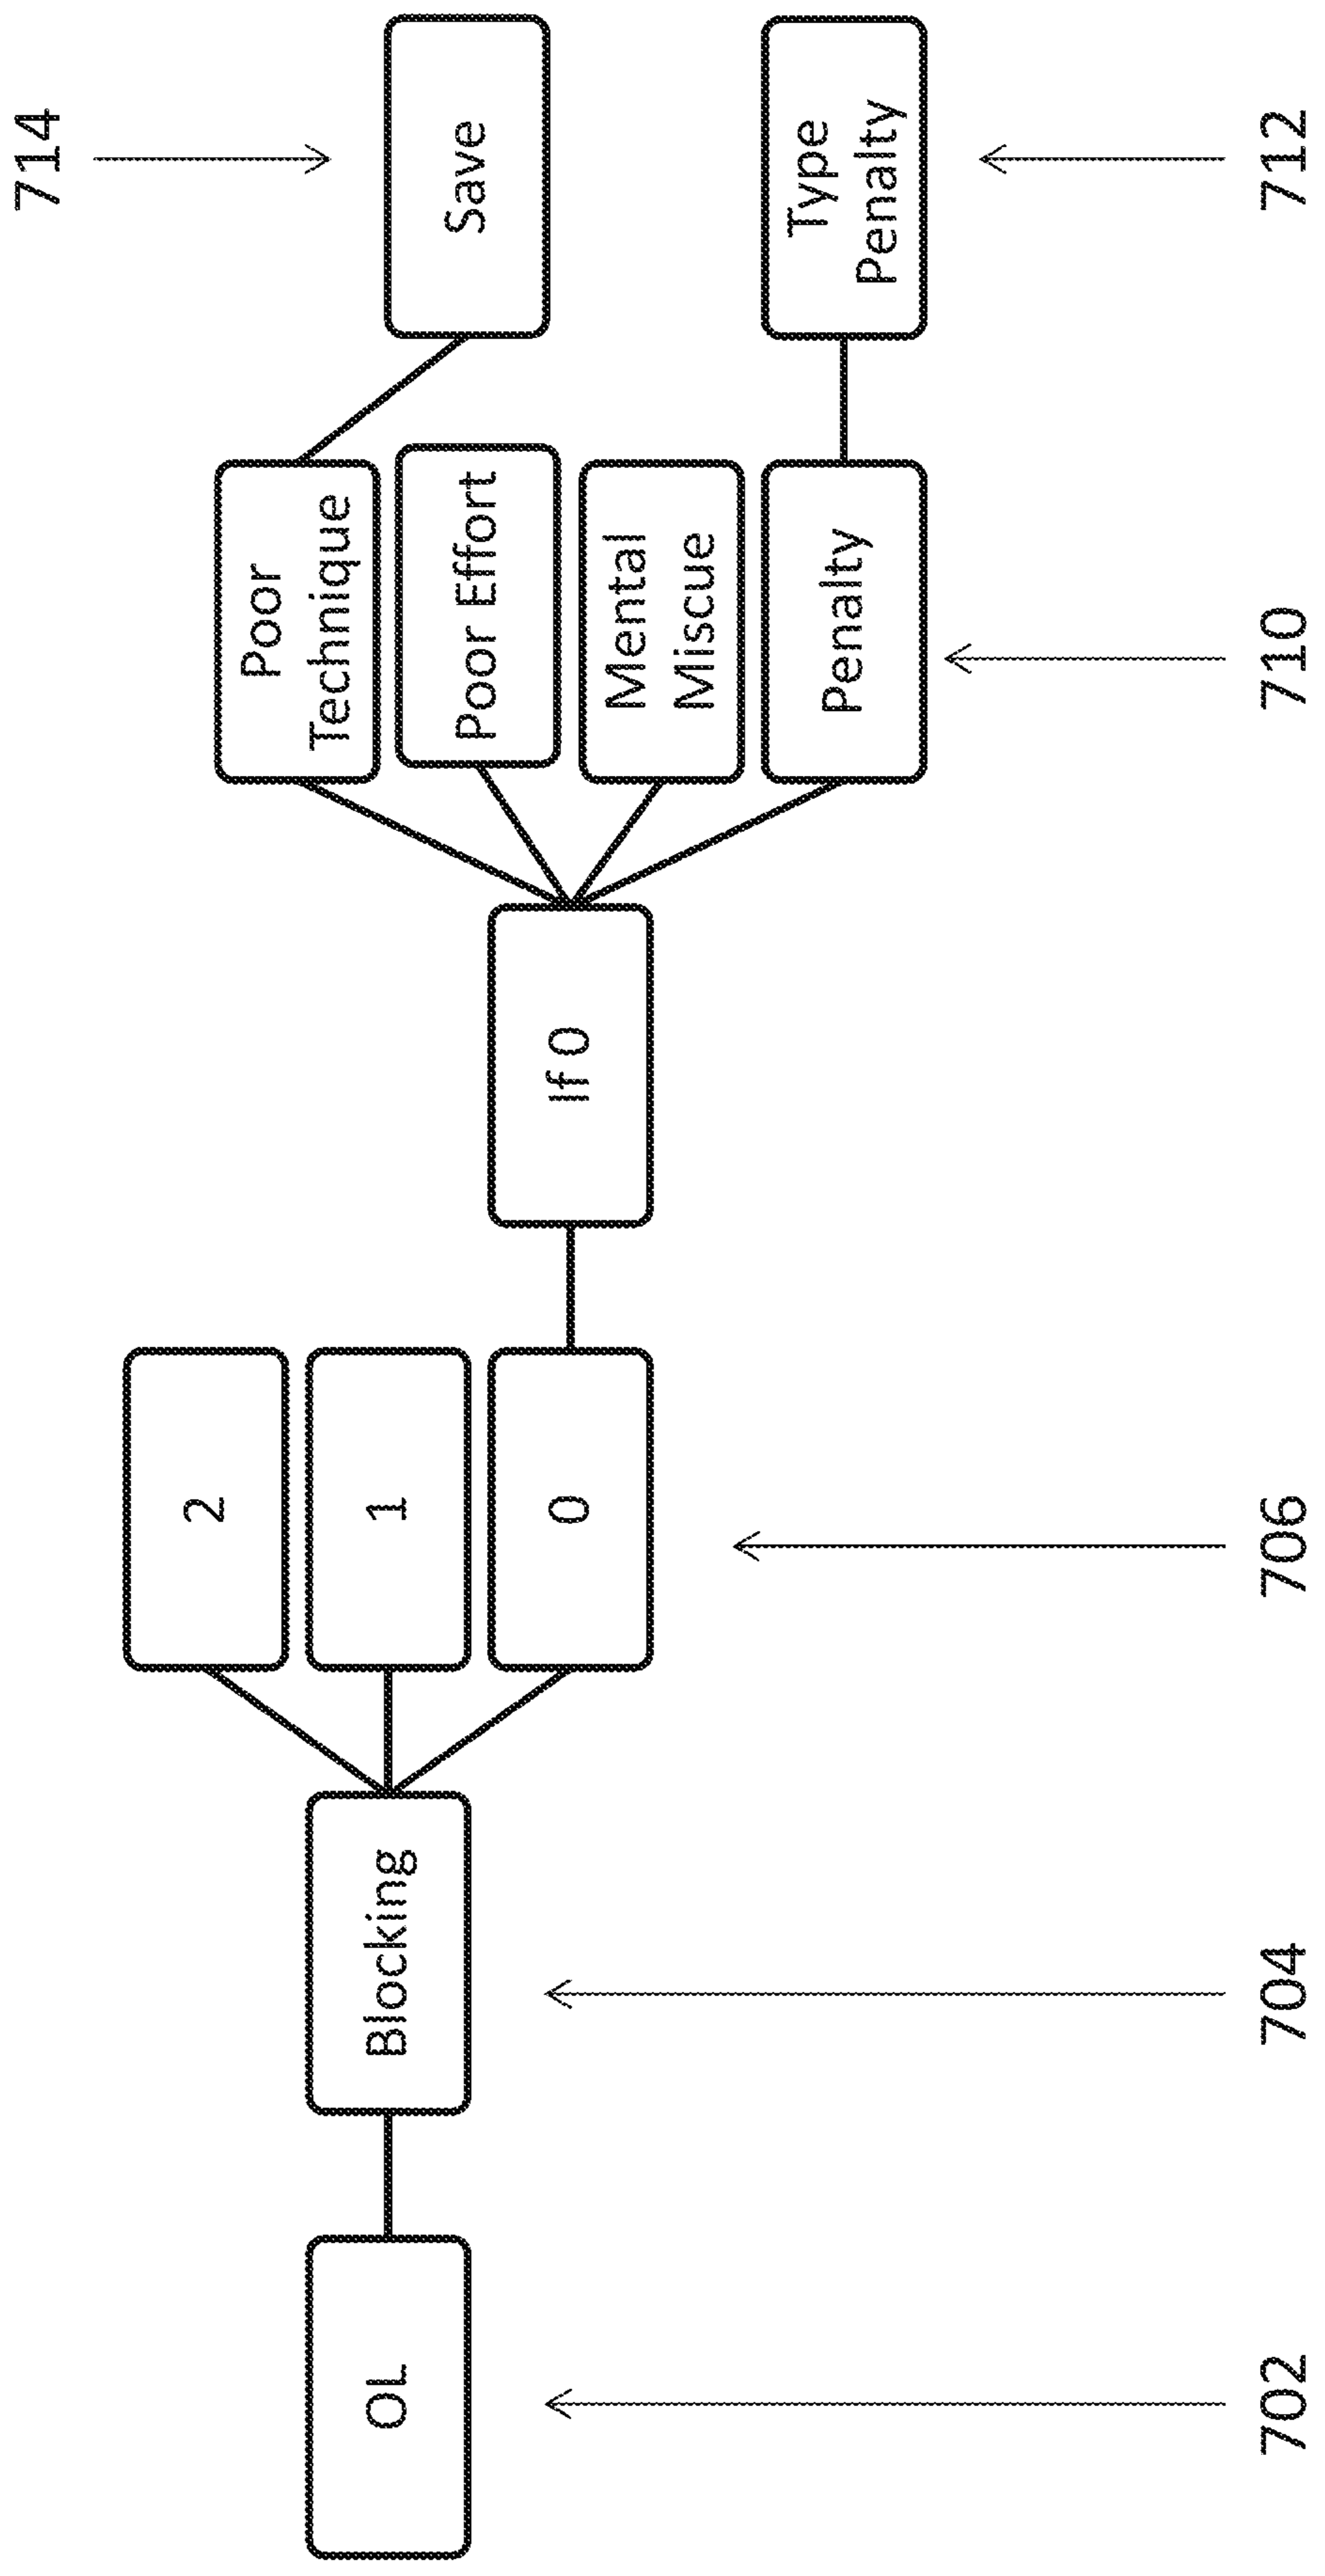 714
Save
Type
Penalty
712
Poor
Technique
Poor Effort
Mental
Miscue
Penalty
710
If 0
2
1
0
706
Blocking
704
OL
702